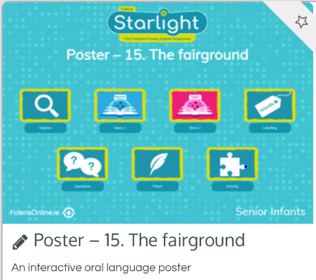 Folens
Starlight
The Complete Primary English Programme
Poster – 15. The fairground
words
Explore
Story 1
Story 2
Labelling
Questions
Poem
Activity
FolensOnline.ie
Senior Infants
Poster – 15. The fairground
An interactive oral language poster